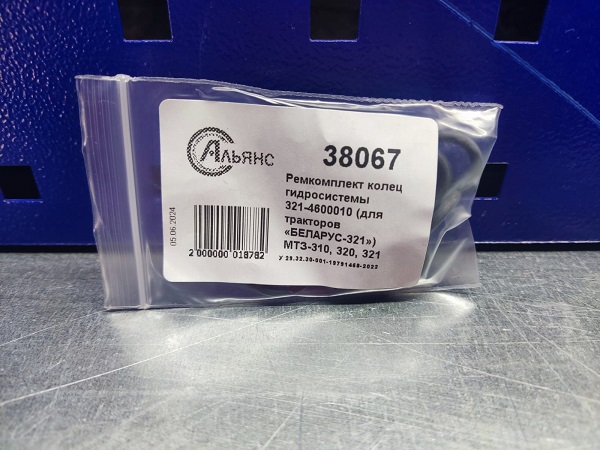 Альянс
38067
Ремкомплект колец
гидросистемы
321-4600010 (для
тракторов
«БЕЛАРУС-321»)
МТЗ-310, 320, 321
05.06.2024
2 000000 018782